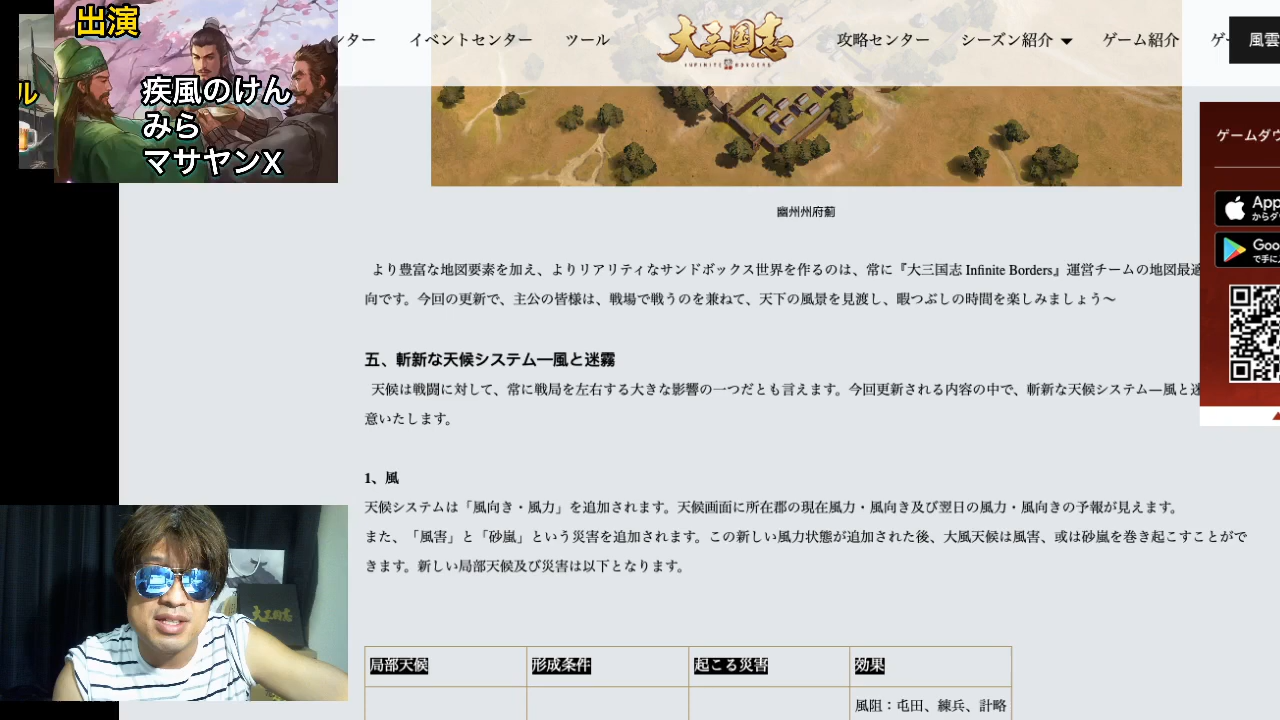 出演
疾風のけん
みら
マサヤンX
ル
ンター
イベントセンター
ツール
大三国志
INFINITE BORDERS
攻略センター
シーズン紹介
ゲーム紹介
ゲー
風雲
ゲームダウ
App
からダウ
Goo
で手に入
幽州州府薊
より豊富な地図要素を加え、よりリアリティなサンドボックス世界を作るのは、常に『大三国志 Infinite Borders』運営チームの地図最適
向です。今回の更新で、主公の皆様は、戦場で戦うのを兼ねて、天下の風景を見渡し、暇つぶしの時間を楽しみましょう～
五、斬新な天候システム—風と迷霧
天候は戦闘に対して、常に戦局を左右する大きな影響の一つだとも言えます。今回更新される内容の中で、斬新な天候システム—風と迷
意いたします。
1、風
天候システムは「風向き・風力」を追加されます。天候画面に所在郡の現在風力・風向き及び翌日の風力・風向きの予報が見えます。
また、「風害」と「砂嵐」という災害を追加されます。この新しい風力状態が追加された後、大風天候は風害、或は砂嵐を巻き起こすことがで
きます。新しい局部天候及び災害は以下となります。
大三国志
局部天候
形成条件
起こる災害
効果
風阻：屯田、練兵、計略